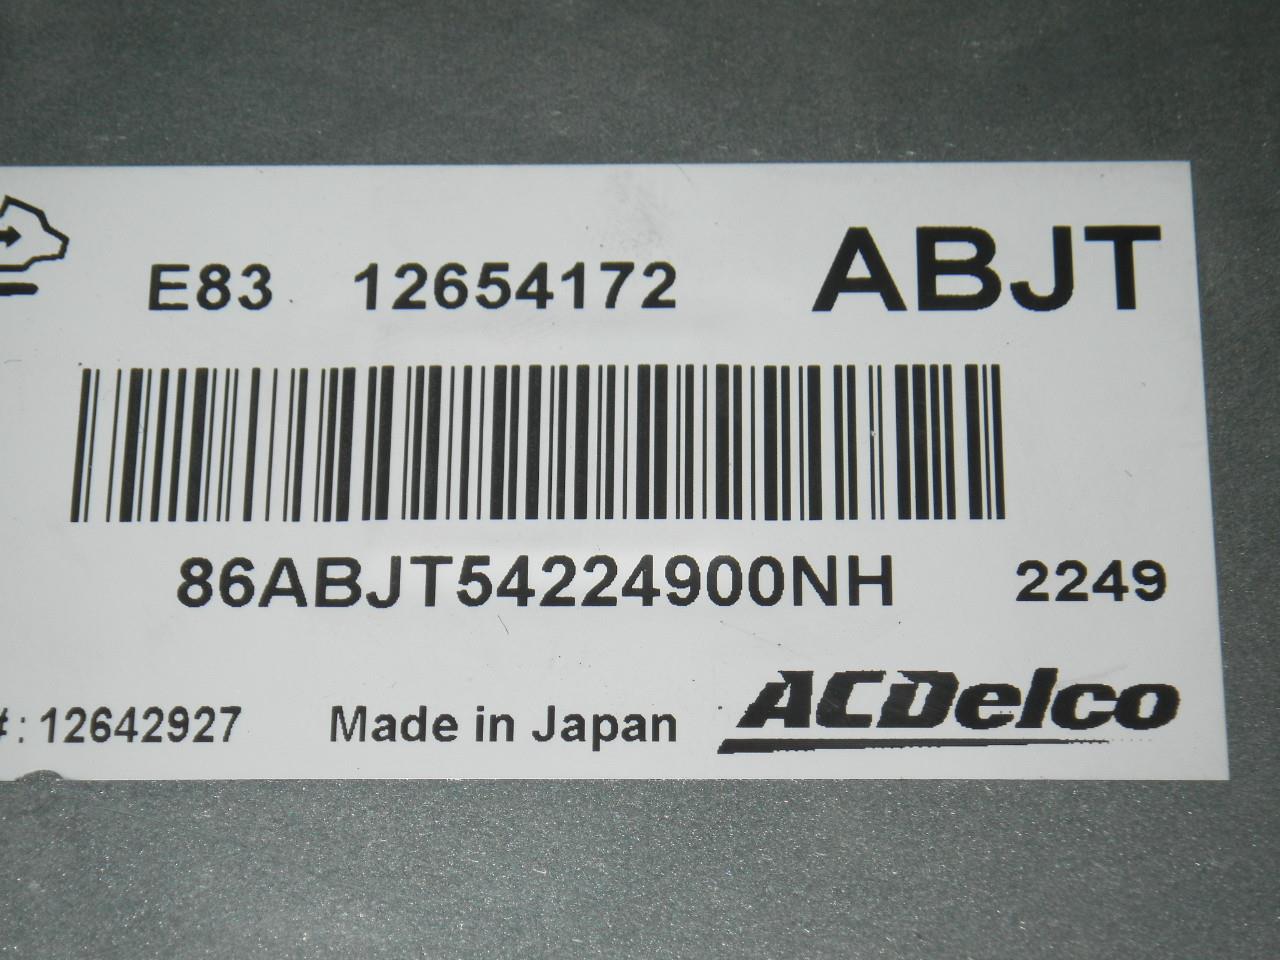 E83 12654172 ABJT
86ABJT54224900NH 2249
#: 12642927 Made in Japan ACDelco